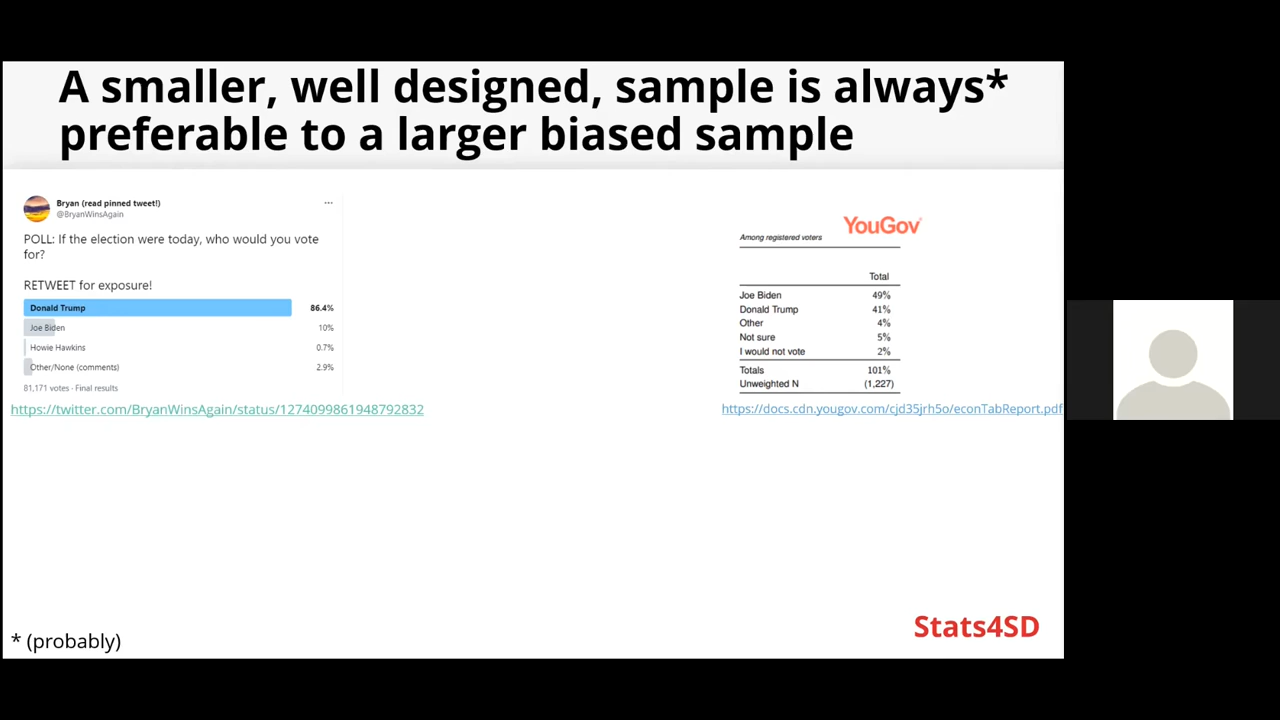 A smaller, well designed, sample is always*
preferable to a larger biased sample
Bryan (read pinned tweet!)
@BryanWinsAgain
...
POLL: If the election were today, who would you vote
for?
RETWEET for exposure!
Donald Trump 86.4%
Joe Biden 10%
Howie Hawkins 0.7%
Other/None (comments) 2.9%
81,171 votes · Final results
https://twitter.com/BryanWinsAgain/status/1274099861948792832
YouGov
Among registered voters
Total
Joe Biden 49%
Donald Trump 41%
Other 4%
Not sure 5%
I would not vote 2%
Totals 101%
Unweighted N (1,227)
https://docs.cdn.yougov.com/cjd35jrh5o/econTabReport.pdf
* (probably)
Stats4SD